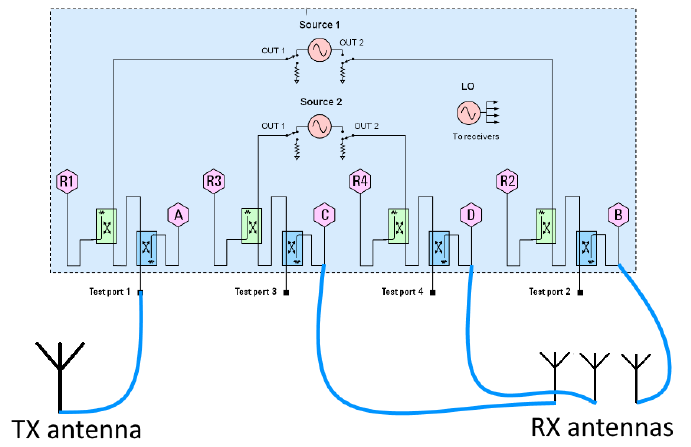 Source 1
OUT 1
OUT 2
LO
Source 2
OUT 1
OUT 2
To receivers
R1
R3
R4
R2
A
C
D
B
Test port 1
Test port 3
Test port 4
Test port 2
TX antenna
RX antennas